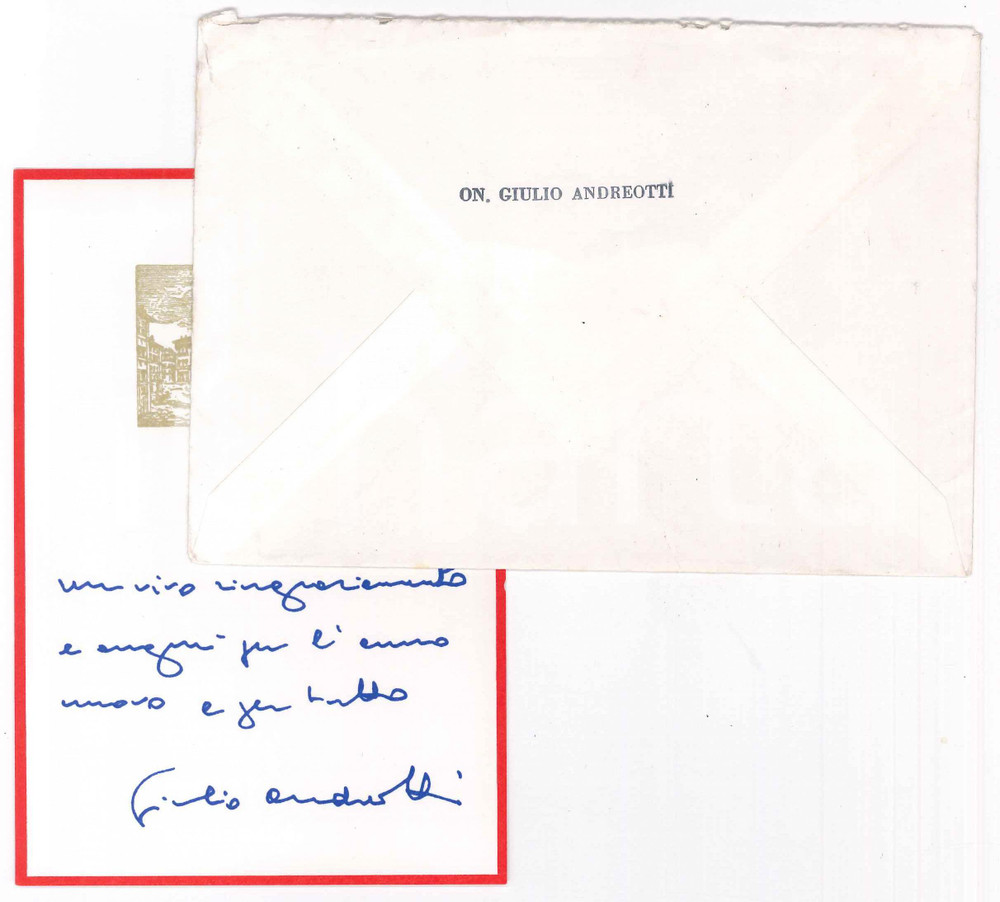 ON. GIULIO ANDREOTTI
un vivo ringraziamento
e auguri per l'anno
nuovo e per tutto
Giulio Andreotti